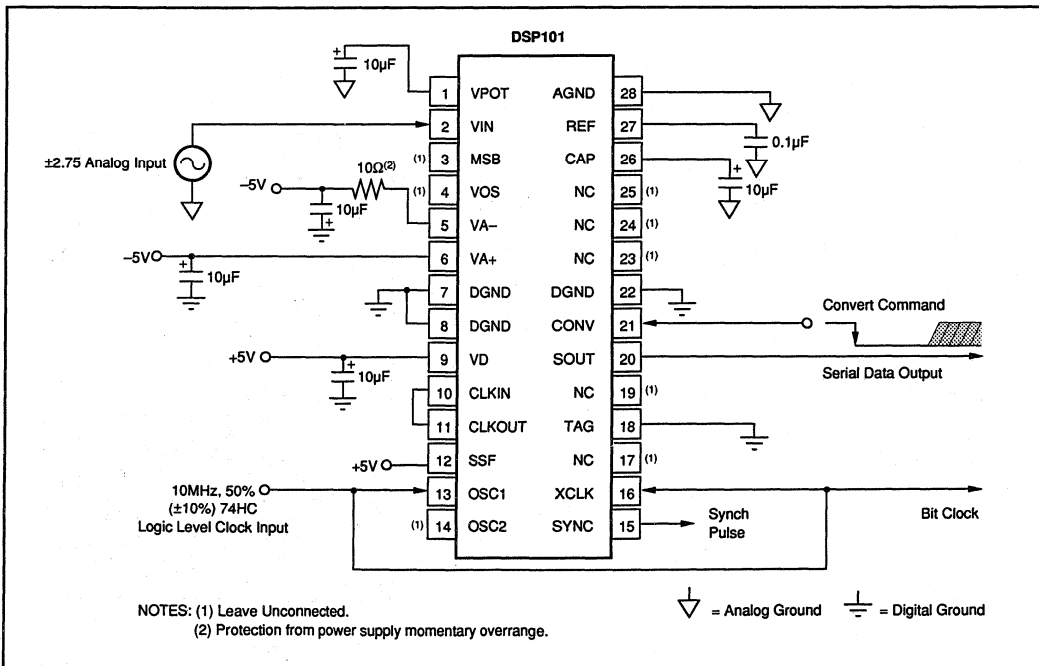 DSP101
+
10µF
1 VPOT AGND 28
2 VIN REF 27
0.1µF
±2.75 Analog Input
(1) 3 MSB CAP 26
+
10µF
10Ω(2)
–5V
(1) 4 VOS NC 25 (1)
10µF
+
5 VA– NC 24 (1)
–5V
6 VA+ NC 23 (1)
+
10µF
7 DGND DGND 22
8 DGND CONV 21
Convert Command
+5V
9 VD SOUT 20
Serial Data Output
+
10µF
10 CLKIN NC 19 (1)
11 CLKOUT TAG 18
+5V
12 SSF NC 17 (1)
10MHz, 50%
(±10%) 74HC
Logic Level Clock Input
13 OSC1 XCLK 16
Bit Clock
(1) 14 OSC2 SYNC 15
Synch
Pulse
NOTES: (1) Leave Unconnected.
(2) Protection from power supply momentary overrange.
= Analog Ground
= Digital Ground